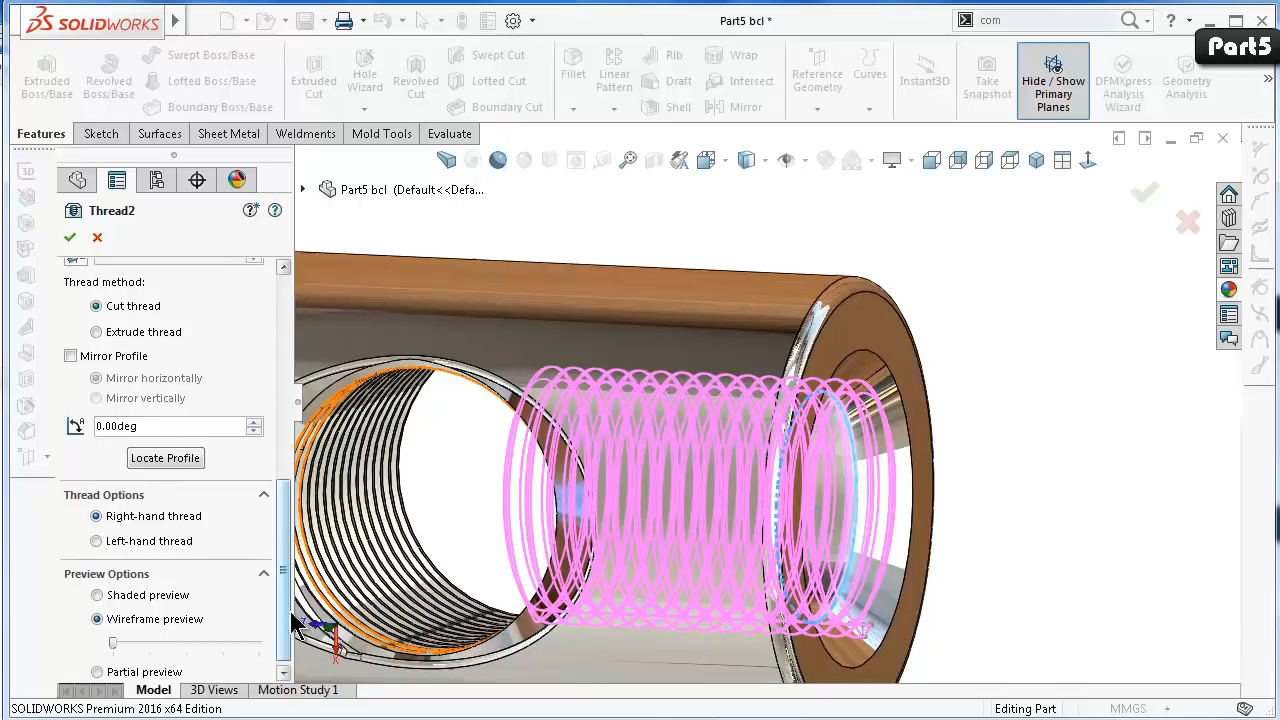 SOLIDWORKS
Part5 bcl *
com
Part5
Extruded Boss/Base
Revolved Boss/Base
Swept Boss/Base
Lofted Boss/Base
Boundary Boss/Base
Extruded Cut
Hole Wizard
Revolved Cut
Swept Cut
Lofted Cut
Boundary Cut
Fillet
Linear Pattern
Rib
Draft
Shell
Wrap
Intersect
Mirror
Reference Geometry
Curves
Instant3D
Take Snapshot
Hide / Show Primary Planes
DFMXpress Analysis Wizard
Geometry Analysis
Features Sketch Surfaces Sheet Metal Weldments Mold Tools Evaluate
3D
Part5 bcl (Default<<Defa...
Thread2
Thread method:
Cut thread
Extrude thread
Mirror Profile
Mirror horizontally
Mirror vertically
0.00deg
Locate Profile
Thread Options
Right-hand thread
Left-hand thread
Preview Options
Shaded preview
Wireframe preview
Partial preview
X
Model 3D Views Motion Study 1
SOLIDWORKS Premium 2016 x64 Edition
Editing Part
MMGS